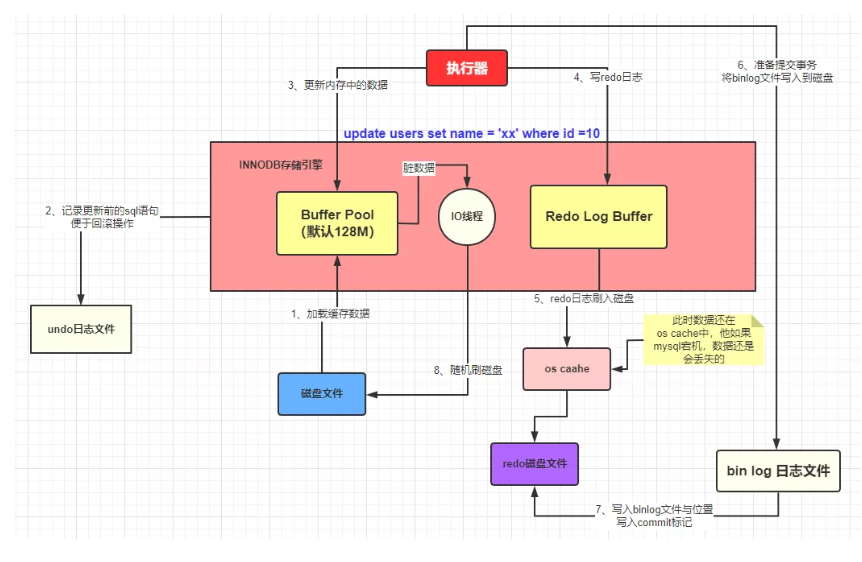 执行器
6、准备提交事务
将binlog文件写入到磁盘
3、更新内存中的数据
4、写redo日志
update users set name = 'xx' where id =10
INNODB存储引擎
脏数据
2、记录更新前的sql语句
便于回滚操作
Buffer Pool
(默认128M)
IO线程
Redo Log Buffer
1、加载缓存数据
5、redo日志刷入磁盘
undo日志文件
此时数据还在
os cache中，他如果
mysql宕机，数据还是
会丢失的
os caahe
8、随机刷磁盘
磁盘文件
redo磁盘文件
bin log 日志文件
7、写入binlog文件与位置
写入commit标记